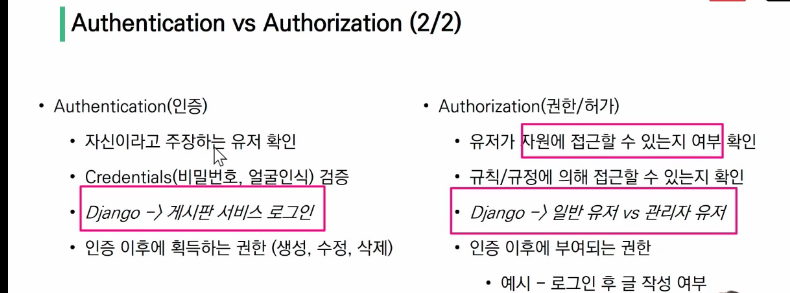 Authentication vs Authorization (2/2)
• Authentication(인증)
• 자신이라고 주장하는 유저 확인
• Credentials(비밀번호, 얼굴인식) 검증
• Django -> 게시판 서비스 로그인
• 인증 이후에 획득하는 권한 (생성, 수정, 삭제)
• Authorization(권한/허가)
• 유저가 자원에 접근할 수 있는지 여부 확인
• 규칙/규정에 의해 접근할 수 있는지 확인
• Django -> 일반 유저 vs 관리자 유저
• 인증 이후에 부여되는 권한
• 예시 – 로그인 후 글 작성 여부